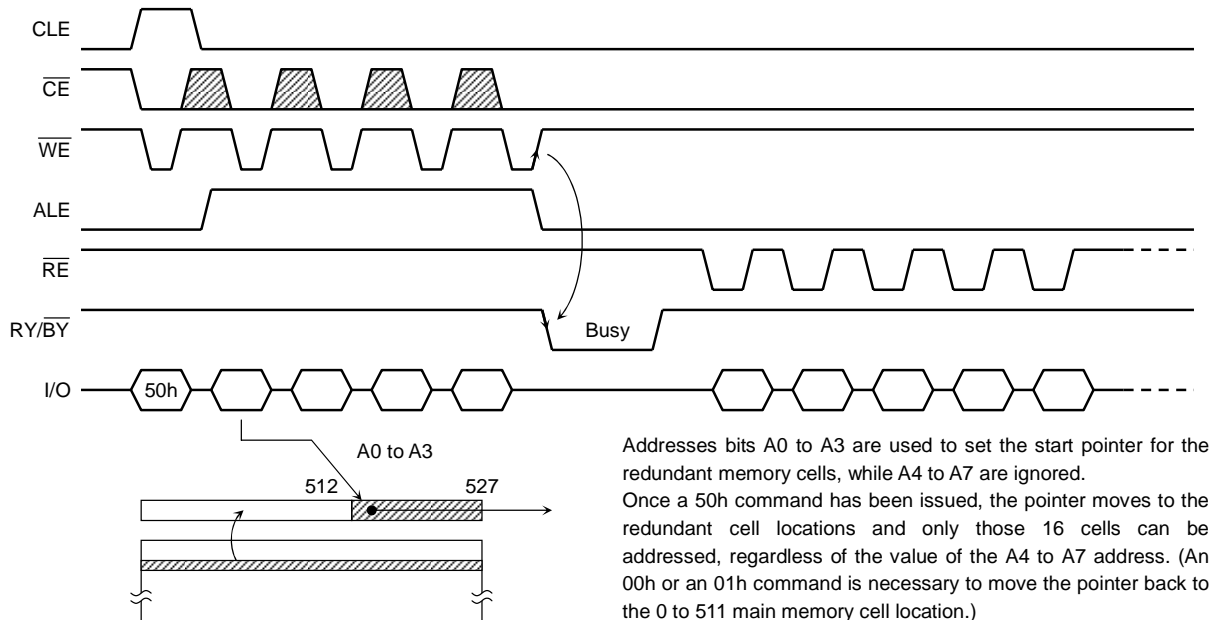 CLE
CE
WE
ALE
RE
RY/BY
Busy
I/O
50h
A0 to A3
512
527
Addresses bits A0 to A3 are used to set the start pointer for the
redundant memory cells, while A4 to A7 are ignored.
Once a 50h command has been issued, the pointer moves to the
redundant cell locations and only those 16 cells can be
addressed, regardless of the value of the A4 to A7 address. (An
00h or an 01h command is necessary to move the pointer back to
the 0 to 511 main memory cell location.)